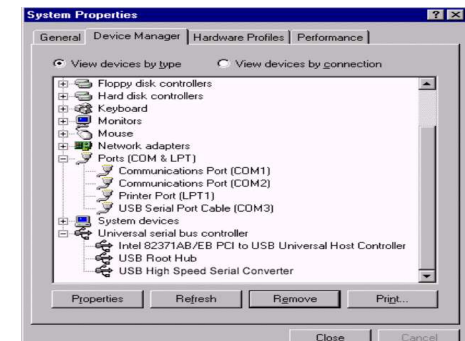 System Properties
General Device Manager Hardware Profiles Performance
View devices by type View devices by connection
Floppy disk controllers
Hard disk controllers
Keyboard
Monitors
Mouse
Network adapters
Ports (COM & LPT)
Communications Port (COM1)
Communications Port (COM2)
Printer Port (LPT1)
USB Serial Port Cable (COM3)
System devices
Universal serial bus controller
Intel 82371AB/EB PCI to USB Universal Host Controller
USB Root Hub
USB High Speed Serial Converter
Properties Refresh Remove Print...
Close Cancel